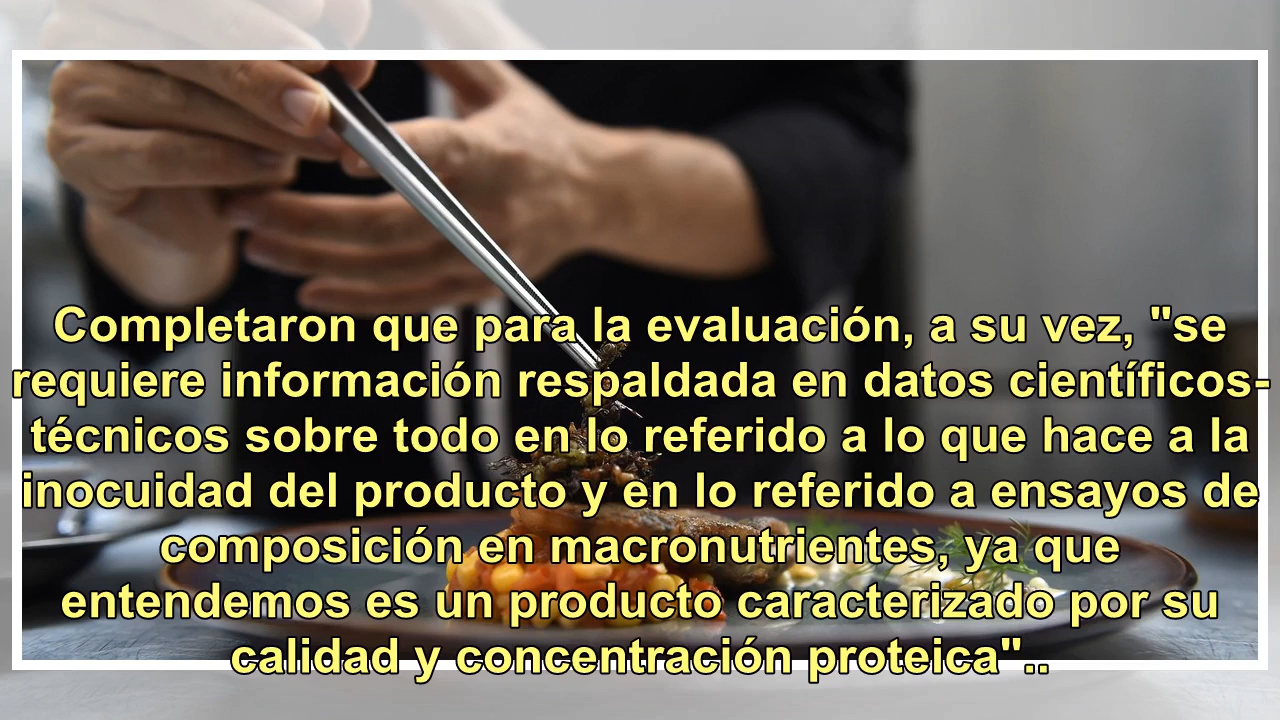 Completaron que para la evaluación, a su vez, "se
requiere información respaldada en datos científicos-
técnicos sobre todo en lo referido a lo que hace a la
inocuidad del producto y en lo referido a ensayos de
composición en macronutrientes, ya que
entendemos es un producto caracterizado por su
calidad y concentración proteica"..